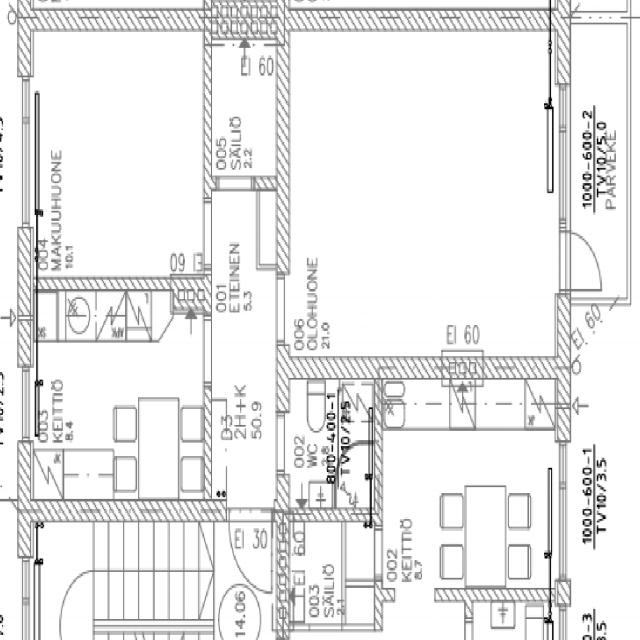 EI 60
005
SÄILIÖ
2.2
004
MAKUUHUONE
10.1
EI 60
001
ETEINEN
5.3
006
OLOHUONE
21.0
1000-600-2
TV10/5.0
PARVEKE
EI 60
EI 60
003
KEITTIÖ
8.4
2H+K
50.9
002
WC
800-400-1
TV10/2.5
1000-600-1
TV10/3.5
EI 30
EI 60
003
SÄILIÖ
2.1
002
KEITTIÖ
8.7
14.06